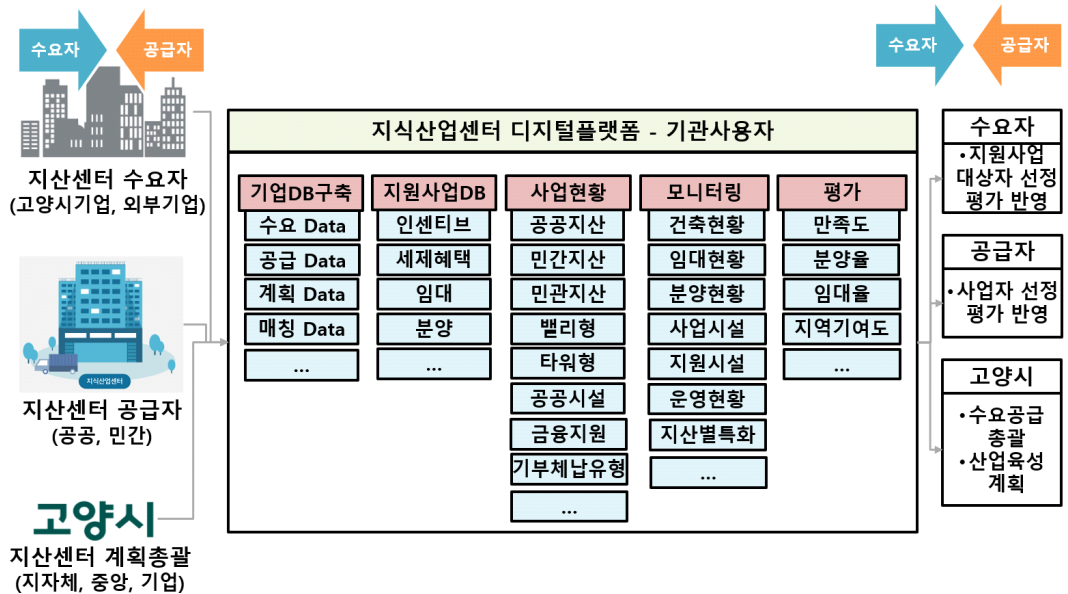 수요자
공급자
지산센터 수요자
(고양시기업, 외부기업)
지식산업센터
지산센터 공급자
(공공, 민간)
고양시
지산센터 계획총괄
(지자체, 중앙, 기업)
지식산업센터 디지털플랫폼 - 기관사용자
기업DB구축
수요 Data
공급 Data
계획 Data
매칭 Data
...
지원사업DB
인센티브
세제혜택
임대
분양
...
사업현황
공공지산
민간지산
민관지산
밸리형
타워형
공공시설
금융지원
기부체납유형
...
모니터링
건축현황
임대현황
분양현황
사업시설
지원시설
운영현황
지산별특화
...
평가
만족도
분양율
임대율
지역기여도
...
수요자
공급자
수요자
•지원사업
대상자 선정
평가 반영
공급자
•사업자 선정
평가 반영
고양시
•수요공급
총괄
•산업육성
계획